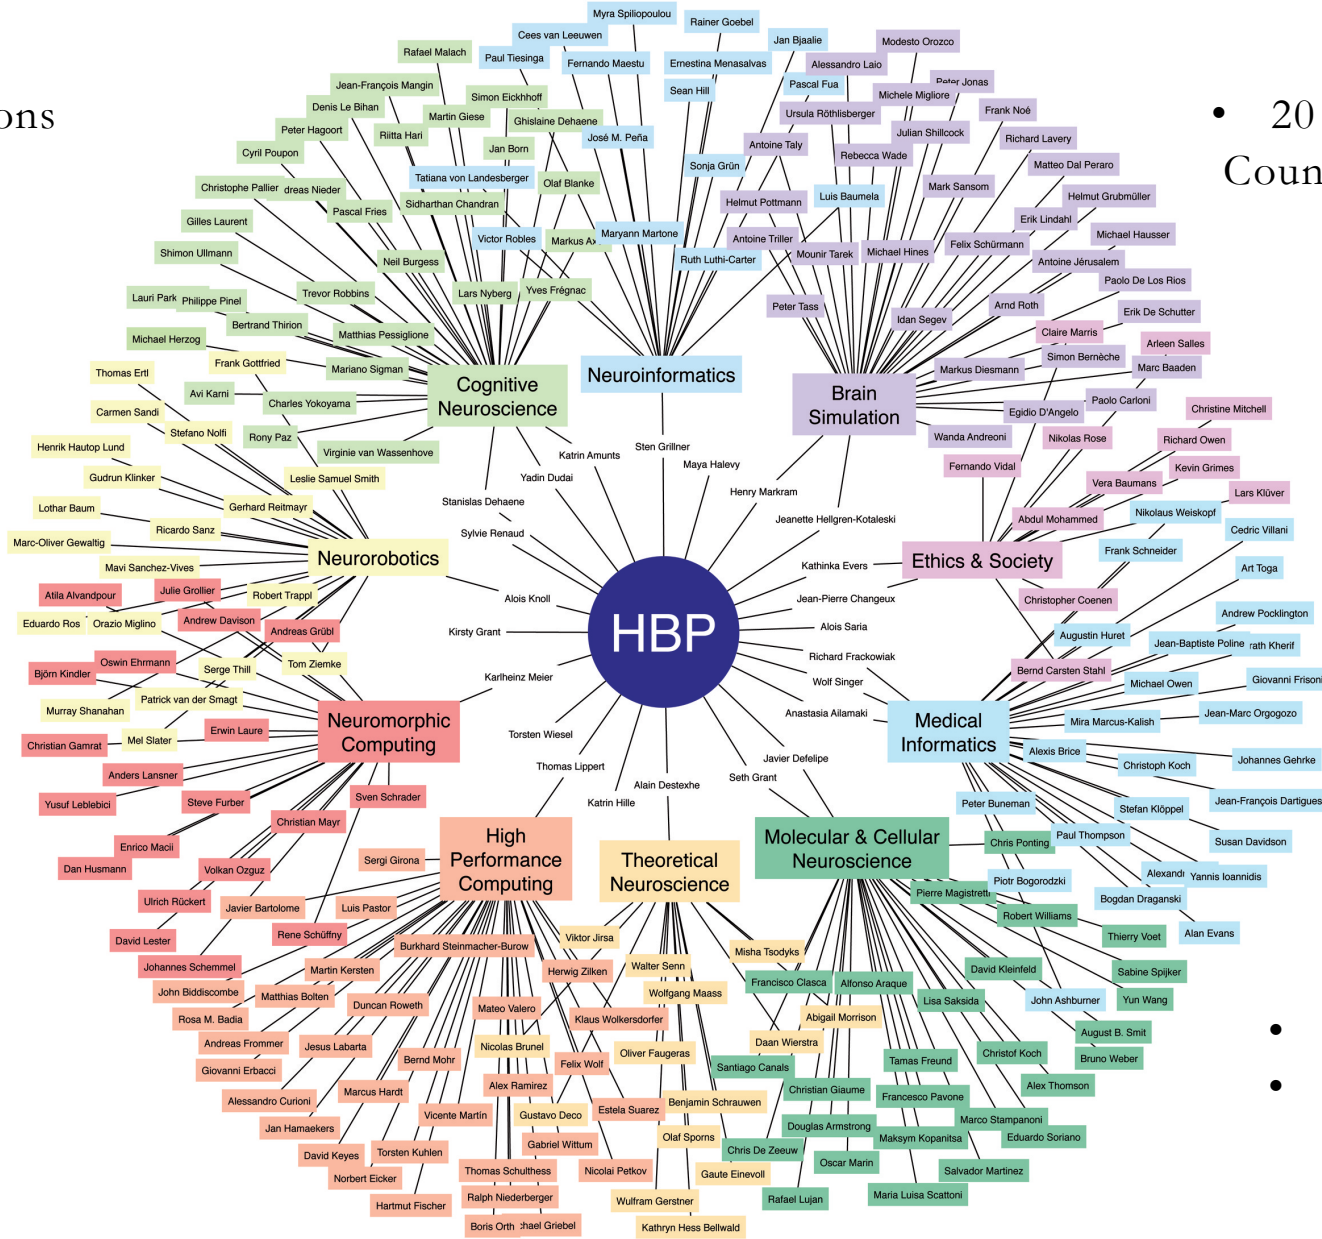 ons
• 20
Coun
•
•
Myra Spiliopoulou
Rainer Goebel
Cees van Leeuwen
Jan Bjaalie
Modesto Orozco
Rafael Malach
Paul Tiesinga
Fernando Maestu
Ernestina Menasalvas
Alessandro Laio
Jean-François Mangin
Sean Hill
Pascal Fua
Peter Jonas
Simon Eickhhoff
Michele Migliore
Denis Le Bihan
Martin Giese
Ghislaine Dehaene
Ursula Röthlisberger
Frank Noé
Peter Hagoort
Riitta Hari
José M. Peña
Julian Shillcock
Richard Lavery
Cyril Poupon
Jan Born
Antoine Taly
Rebecca Wade
Matteo Dal Peraro
Tatiana von Landesberger
Sonja Grün
Christophe Pallier
dreas Nieder
Olaf Blanke
Mark Sansom
Helmut Grubmüller
Sidharthan Chandran
Helmut Pottmann
Luis Baumela
Pascal Fries
Gilles Laurent
Erik Lindahl
Michael Hausser
Victor Robles
Markus Ax
Maryann Martone
Antoine Triller
Felix Schürmann
Shimon Ullmann
Neil Burgess
Ruth Luthi-Carter
Mounir Tarek
Michael Hines
Antoine Jérusalem
Paolo De Los Rios
Lauri Park
Philippe Pinel
Trevor Robbins
Lars Nyberg
Yves Frégnac
Peter Tass
Arnd Roth
Erik De Schutter
Bertrand Thirion
Idan Segev
Michael Herzog
Matthias Pessiglione
Claire Marris
Arleen Salles
Frank Gottfried
Mariano Sigman
Simon Bernèche
Thomas Ertl
Neuroinformatics
Markus Diesmann
Marc Baaden
Avi Karni
Charles Yokoyama
Cognitive
Neuroscience
Brain
Simulation
Paolo Carloni
Carmen Sandi
Egidio D'Angelo
Christine Mitchell
Stefano Nolfi
Rony Paz
Wanda Andreoni
Nikolas Rose
Richard Owen
Henrik Hautop Lund
Virginie van Wassenhove
Katrin Amunts
Sten Grillner
Maya Halevy
Fernando Vidal
Kevin Grimes
Gudrun Klinker
Leslie Samuel Smith
Yadin Dudai
Henry Markram
Vera Baumans
Lars Klüver
Lothar Baum
Gerhard Reitmayr
Stanislas Dehaene
Jeanette Hellgren-Kotaleski
Abdul Mohammed
Nikolaus Weiskopf
Ricardo Sanz
Sylvie Renaud
Cedric Villani
Marc-Oliver Gewaltig
Neurorobotics
Kathinka Evers
Ethics & Society
Frank Schneider
Mavi Sanchez-Vives
Art Toga
Atila Alvandpour
Julie Grollier
Robert Trappl
Alois Knoll
Jean-Pierre Changeux
Christopher Coenen
Andrew Pocklington
Eduardo Ros
Orazio Miglino
Andrew Davison
Andreas Grübl
Kirsty Grant
HBP
Alois Saria
Augustin Huret
Jean-Baptiste Poline
rath Kherif
Björn Kindler
Oswin Ehrmann
Serge Thill
Tom Ziemke
Richard Frackowiak
Bernd Carsten Stahl
Karlheinz Meier
Wolf Singer
Michael Owen
Giovanni Frison
Murray Shanahan
Patrick van der Smagt
Anastasia Ailamaki
Mira Marcus-Kalish
Jean-Marc Orgogozo
Christian Gamrat
Mel Slater
Erwin Laure
Neuromorphic
Computing
Torsten Wiesel
Medical
Informatics
Alexis Brice
Johannes Gehrke
Anders Lansner
Thomas Lippert
Javier Defelipe
Christoph Koch
Yusuf Leblebici
Steve Furber
Sven Schrader
Katrin Hille
Alain Destexhe
Seth Grant
Peter Buneman
Stefan Klöppel
Jean-François Dartigues
Christian Mayr
Enrico Macii
High
Performance
Computing
Theoretical
Neuroscience
Molecular & Cellular
Neuroscience
Chris Ponting
Paul Thompson
Susan Davidson
Dan Husmann
Volkan Ozguz
Sergi Girona
Piotr Bogorodzki
Alexandr
Yannis Ioannidis
Ulrich Rückert
Javier Bartolome
Luis Pastor
Pierre Magistretti
Bogdan Draganski
David Lester
Rene Schüffny
Viktor Jirsa
Robert Williams
Alan Evans
Burkhard Steinmacher-Burow
Misha Tsodyks
Thierry Voet
Johannes Schemmel
Martin Kersten
Herwig Zilken
Walter Senn
David Kleinfeld
Sabine Spijker
John Biddiscombe
Matthias Bolten
Wolfgang Maass
Francisco Clasca
Alfonso Araque
Lisa Saksida
John Ashburner
Yun Wang
Rosa M. Badia
Duncan Roweth
Mateo Valero
Klaus Wolkersdorfer
Abigail Morrison
August B. Smit
Andreas Frommer
Jesus Labarta
Nicolas Brunel
Oliver Faugeras
Daan Wierstra
Christof Koch
Bruno Weber
Giovanni Erbacci
Bernd Mohr
Felix Wolf
Santiago Canals
Tamas Freund
Alex Thomson
Alessandro Curioni
Marcus Hardt
Alex Ramirez
Benjamin Schrauwen
Christian Giaume
Francesco Pavone
Jan Hamaekers
Vicente Martín
Gustavo Deco
Estela Suarez
Douglas Armstrong
Marco Stampanoni
David Keyes
Torsten Kuhlen
Gabriel Wittum
Olaf Sporns
Maksym Kopanitsa
Eduardo Soriano
Norbert Eicker
Thomas Schulthess
Nicolai Petkov
Chris De Zeeuw
Oscar Marin
Salvador Martinez
Gaute Einevoll
Hartmut Fischer
Ralph Niederberger
Wulfram Gerstner
Rafael Lujan
Maria Luisa Scattoni
Boris Orth
hael Griebel
Kathryn Hess Bellwald